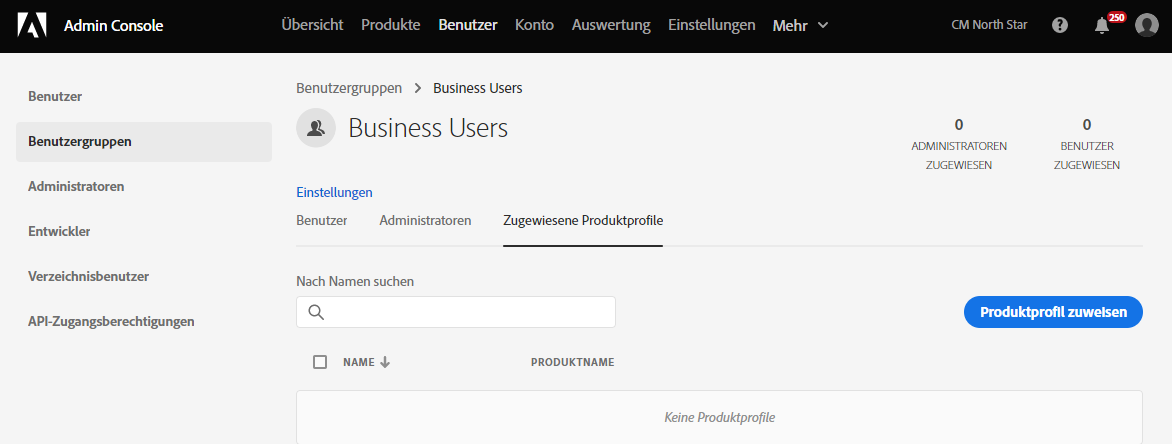 Admin Console Übersicht Produkte Benutzer Konto Auswertung Einstellungen Mehr CM North Star 250
Benutzer
Benutzergruppen
Administratoren
Entwickler
Verzeichnisbenutzer
API-Zugangsberechtigungen
Benutzergruppen > Business Users
Business Users
0
ADMINISTRATOREN
ZUGEWIESEN
0
BENUTZER
ZUGEWIESEN
Einstellungen
Benutzer Administratoren Zugewiesene Produktprofile
Nach Namen suchen
Produktprofil zuweisen
NAME PRODUKTNAME
Keine Produktprofile